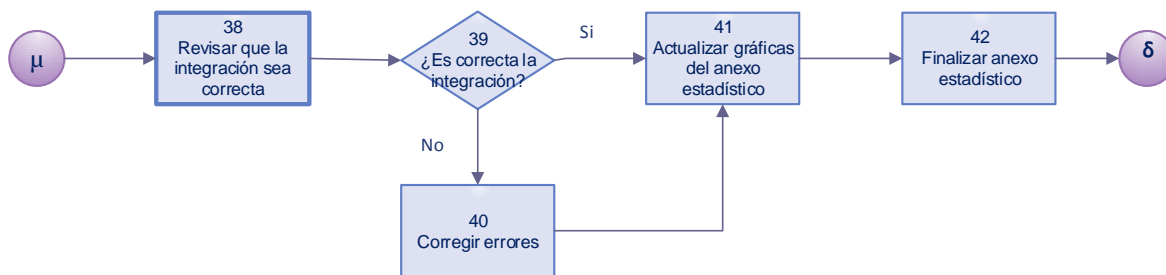 μ
38
Revisar que la
integración sea
correcta
39
¿Es correcta la
integración?
Si
No
40
Corregir errores
41
Actualizar gráficas
del anexo
estadístico
42
Finalizar anexo
estadístico
δ